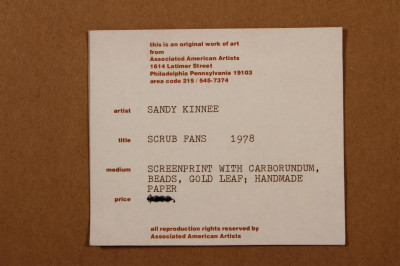 this is an original work of art
from
Associated American Artists
1614 Latimer Street
Philadelphia Pennsylvania 19103
area code 215 / 545-7374
artist SANDY KINNEE
title SCRUB FANS 1978
medium SCREENPRINT WITH CARBORUNDUM,
BEADS, GOLD LEAF; HANDMADE
PAPER
price
all reproduction rights reserved by
Associated American Artists